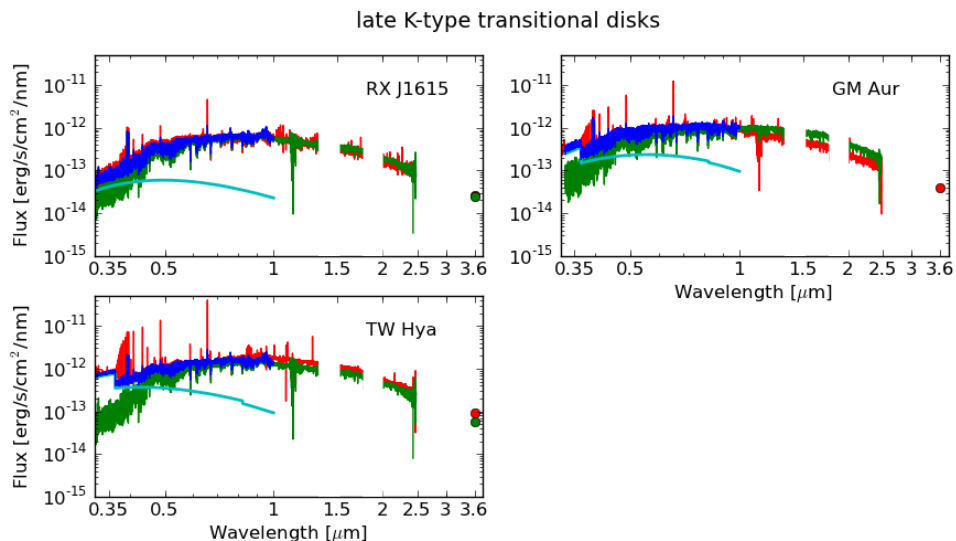 late K-type transitional disks
RX J1615
Flux [erg/s/cm²/nm]
10⁻¹¹
10⁻¹²
10⁻¹³
10⁻¹⁴
10⁻¹⁵
0.35 0.5 1 1.5 2 2.5 3 3.6
GM Aur
10⁻¹¹
10⁻¹²
10⁻¹³
10⁻¹⁴
10⁻¹⁵
0.35 0.5 1 1.5 2 2.5 3 3.6
Wavelength [μm]
TW Hya
Flux [erg/s/cm²/nm]
10⁻¹¹
10⁻¹²
10⁻¹³
10⁻¹⁴
10⁻¹⁵
0.35 0.5 1 1.5 2 2.5 3 3.6
Wavelength [μm]